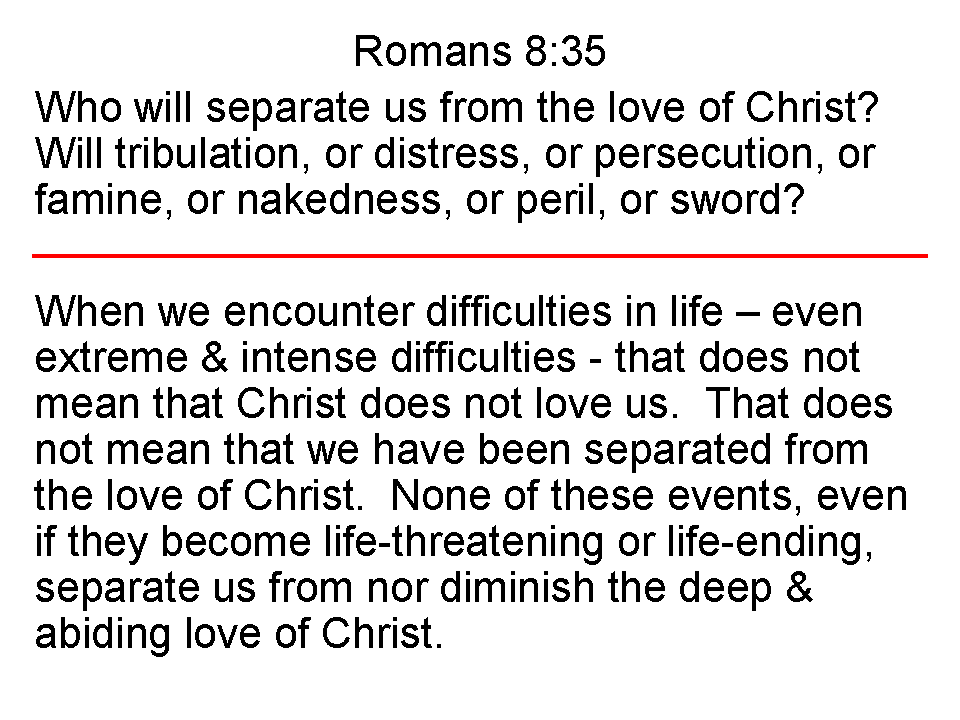 Romans 8:35
Who will separate us from the love of Christ?
Will tribulation, or distress, or persecution, or
famine, or nakedness, or peril, or sword?
When we encounter difficulties in life – even
extreme & intense difficulties - that does not
mean that Christ does not love us.  That does
not mean that we have been separated from
the love of Christ.  None of these events, even
if they become life-threatening or life-ending,
separate us from nor diminish the deep &
abiding love of Christ.